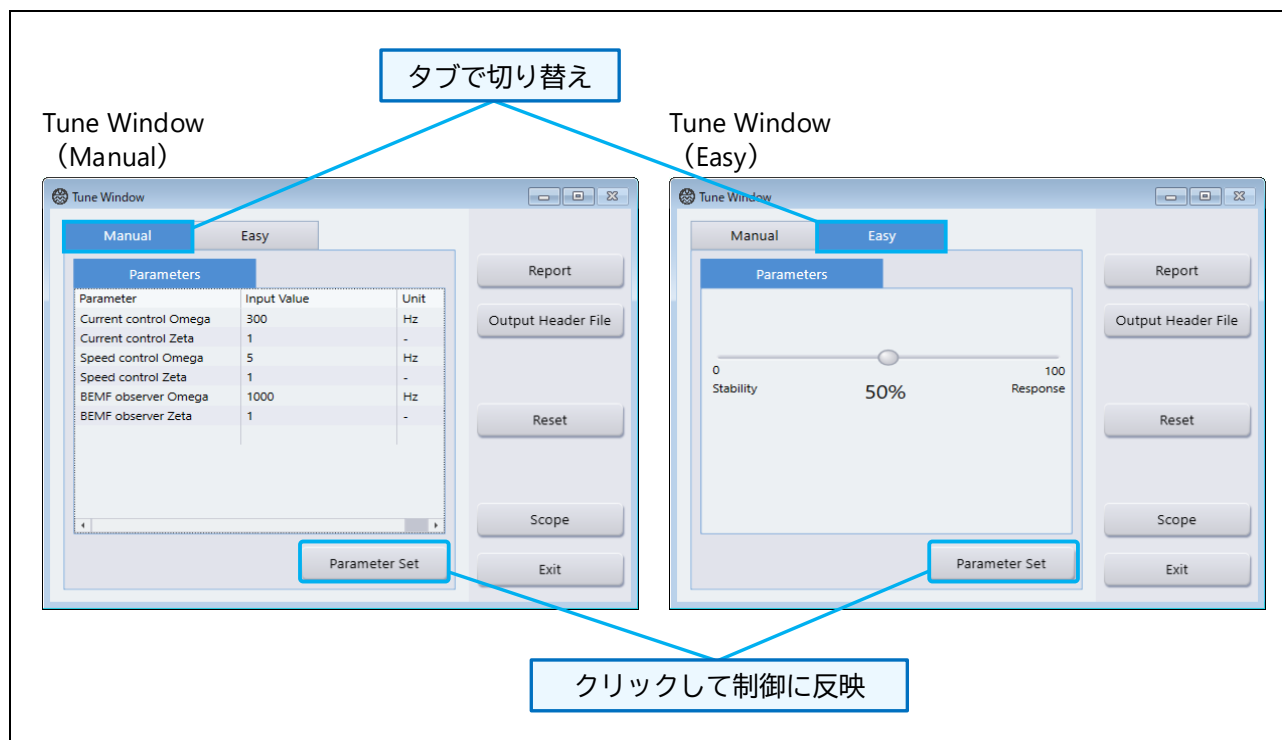 タブで切り替え
Tune Window
（Manual）
Tune Window
Manual
Easy
Parameters
Parameter Input Value Unit
Current control Omega 300 Hz
Current control Zeta 1 -
Speed control Omega 5 Hz
Speed control Zeta 1 -
BEMF observer Omega 1000 Hz
BEMF observer Zeta 1 -
Parameter Set
Report
Output Header File
Reset
Scope
Exit
Tune Window
（Easy）
Tune Window
Manual
Easy
Parameters
0 100
Stability 50% Response
Parameter Set
Report
Output Header File
Reset
Scope
Exit
クリックして制御に反映